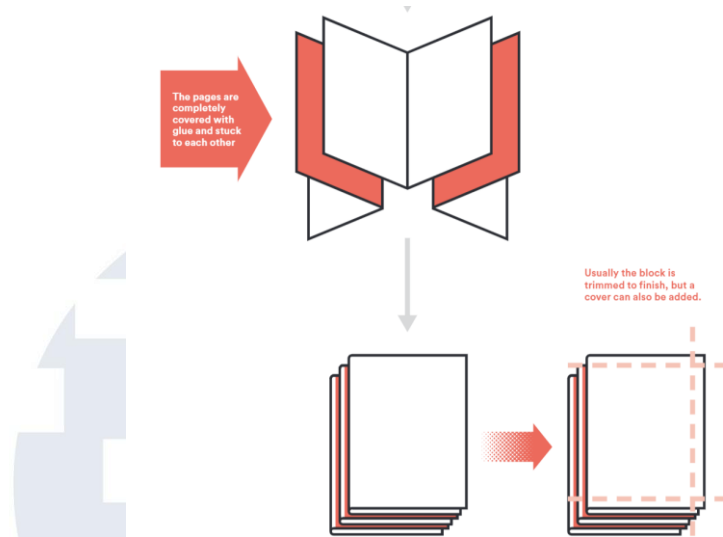 The pages are
completely
covered with
glue and stuck
to each other
Usually the block is
trimmed to finish, but a
cover can also be added.